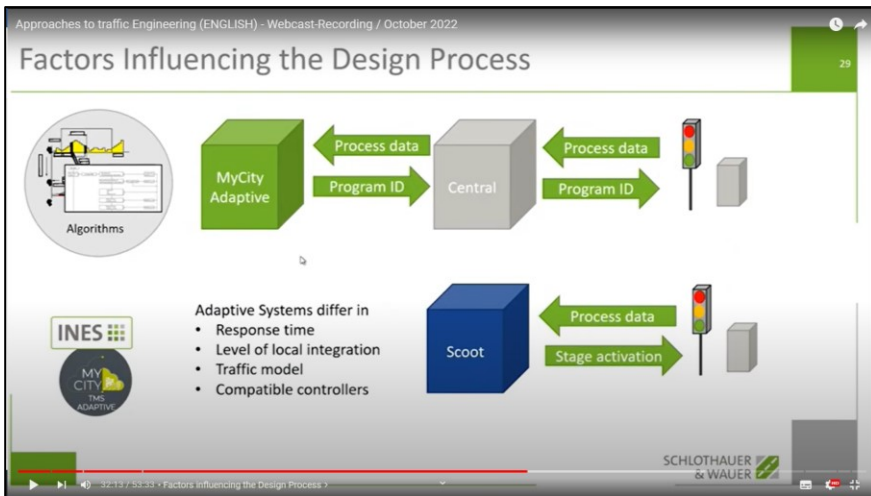 Approaches to traffic Engineering (ENGLISH) - Webcast-Recording / October 2022
Factors Influencing the Design Process
29
Process data
Process data
MyCity
Adaptive
Central
Program ID
Program ID
Algorithms
Adaptive Systems differ in
• Response time
• Level of local integration
• Traffic model
• Compatible controllers
INES
MY
CITY
TMS
ADAPTIVE
Scoot
Process data
Stage activation
SCHLOTHAUER
& WAUER
32:13 / 53:33 • Factors influencing the Design Process >